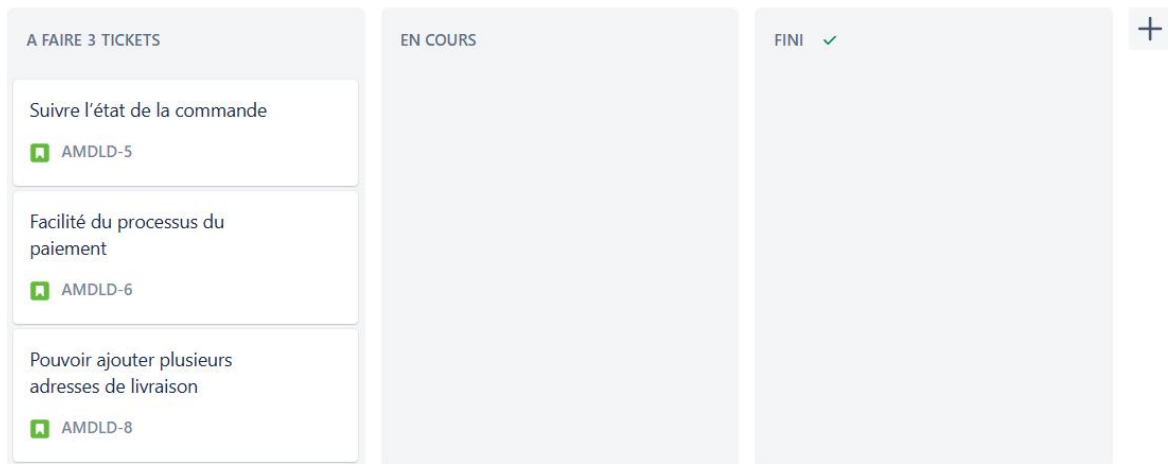 A FAIRE 3 TICKETS
Suivre l’état de la commande
AMDLD-5
Facilité du processus du
paiement
AMDLD-6
Pouvoir ajouter plusieurs
adresses de livraison
AMDLD-8
EN COURS
FINI